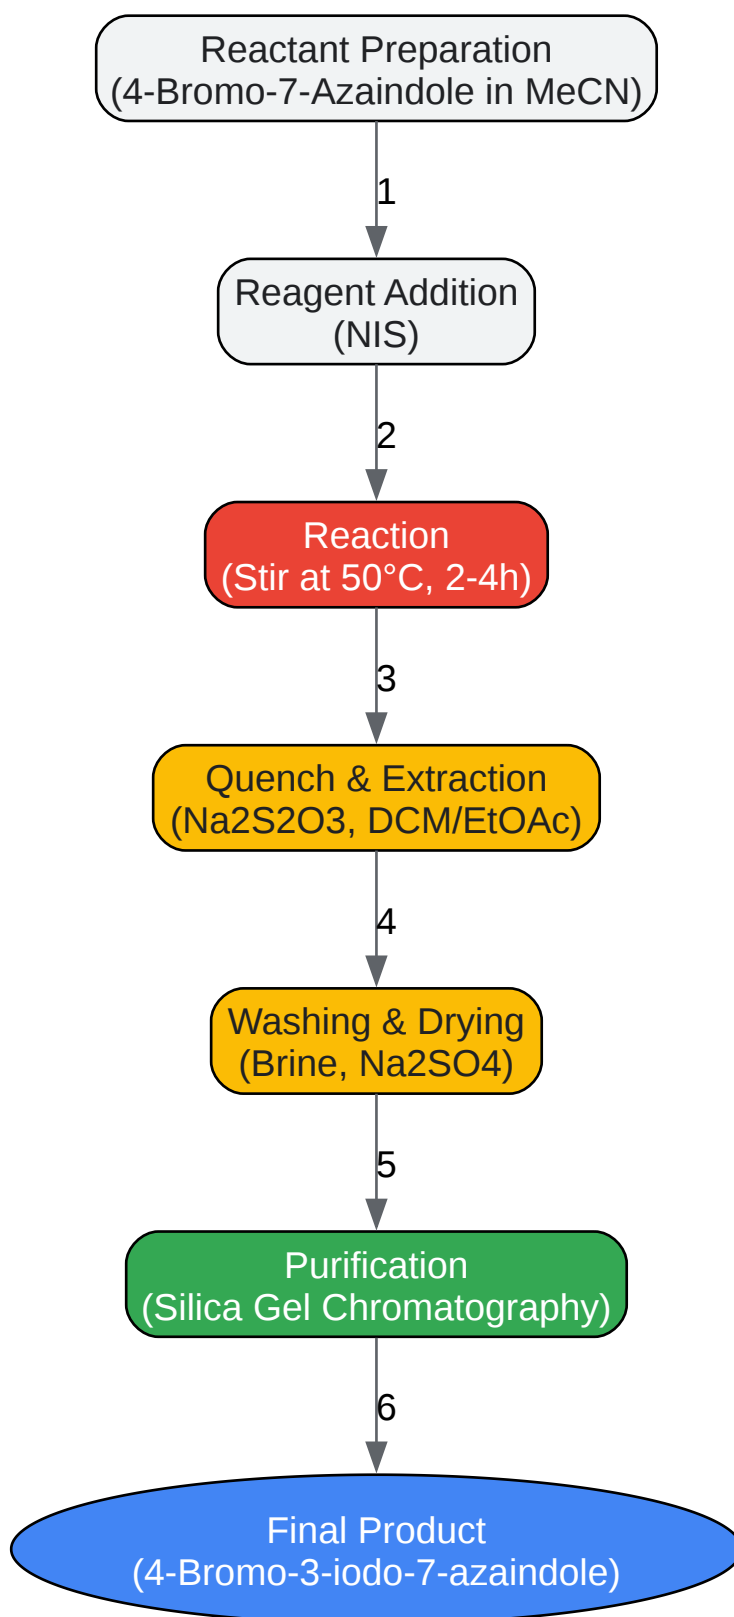 Reactant Preparation
(4-Bromo-7-Azaindole in MeCN)
1
Reagent Addition
(NIS)
2
Reaction
(Stir at 50°C, 2-4h)
3
Quench & Extraction
(Na2S2O3, DCM/EtOAc)
4
Washing & Drying
(Brine, Na2SO4)
5
Purification
(Silica Gel Chromatography)
6
Final Product
(4-Bromo-3-iodo-7-azaindole)